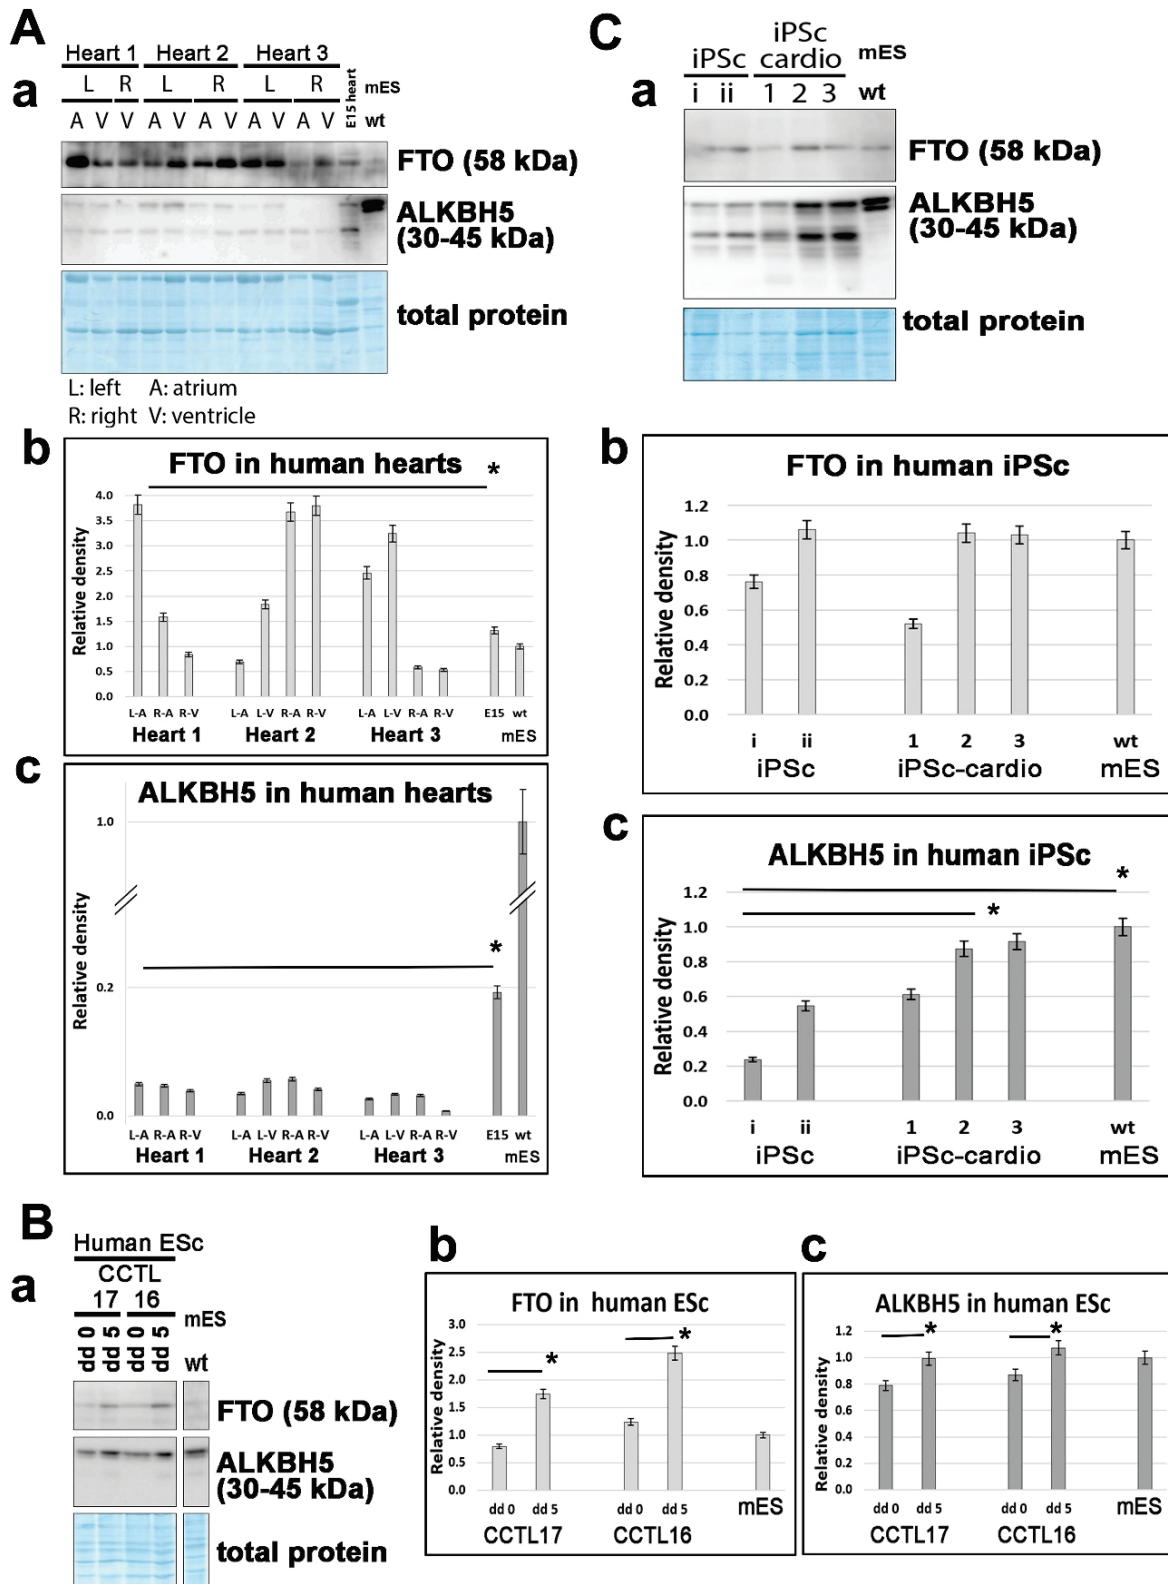 A
Heart 1 Heart 2 Heart 3
a
L R L R L R E15 heart mES
A V V A V A V A V A V wt
FTO (58 kDa)
ALKBH5
(30-45 kDa)
total protein
L: left A: atrium
R: right V: ventricle
b
FTO in human hearts
*
Relative density
4.0
3.5
3.0
2.5
2.0
1.5
1.0
0.5
0.0
L-A R-A R-V L-A L-V R-A R-V L-A L-V R-A R-V E15 wt
Heart 1 Heart 2 Heart 3 mES
c
ALKBH5 in human hearts
Relative density
1.0
0.2
0.0
*
L-A R-A R-V L-A L-V R-A R-V L-A L-V R-A R-V E15 wt
Heart 1 Heart 2 Heart 3 mES
B
Human ESc
a
CCTL
17 16
mES
dd 0 dd 5 dd 0 dd 5 wt
FTO (58 kDa)
ALKBH5
(30-45 kDa)
total protein
b
FTO in human ESc
Relative density
3.0
2.5
2.0
1.5
1.0
0.5
0.0
* *
dd 0 dd 5 dd 0 dd 5 mES
CCTL17 CCTL16
c
ALKBH5 in human ESc
Relative density
1.2
1.0
0.8
0.6
0.4
0.2
0.0
* *
dd 0 dd 5 dd 0 dd 5 mES
CCTL17 CCTL16
C
iPSc iPSc cardio mES
a
i ii 1 2 3 wt
FTO (58 kDa)
ALKBH5
(30-45 kDa)
total protein
b
FTO in human iPSc
Relative density
1.2
1.0
0.8
0.6
0.4
0.2
0.0
i ii 1 2 3 wt
iPSc iPSc-cardio mES
c
ALKBH5 in human iPSc
Relative density
1.2
1.0
0.8
0.6
0.4
0.2
0.0
*
*
i ii 1 2 3 wt
iPSc iPSc-cardio mES